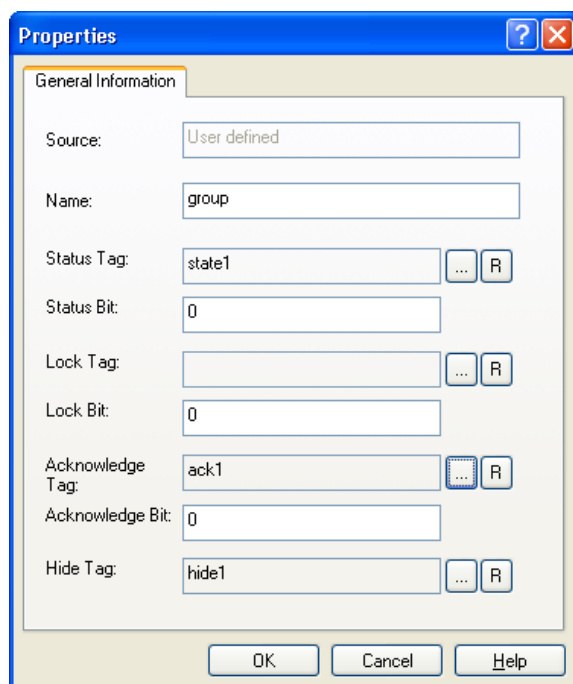 Properties
General Information
Source: User defined
Name: group
Status Tag: state1 ... R
Status Bit: 0
Lock Tag: ... R
Lock Bit: 0
Acknowledge
Tag: ack1 ... R
Acknowledge Bit: 0
Hide Tag: hide1 ... R
OK Cancel Help